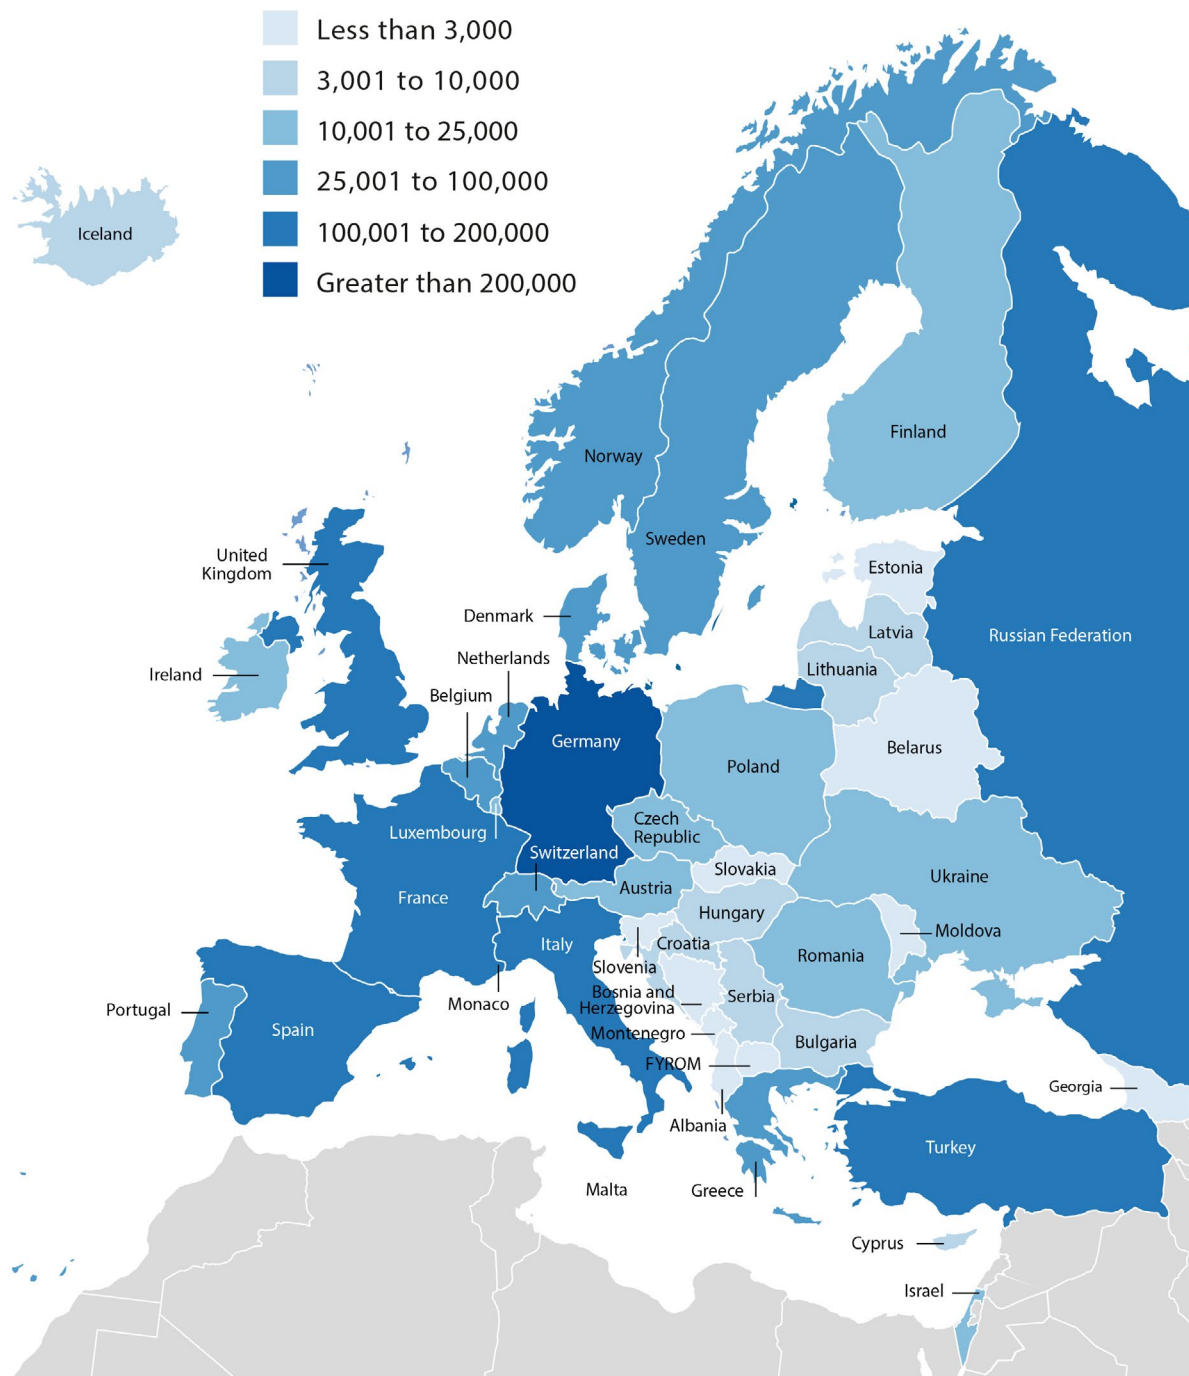 Less than 3,000
3,001 to 10,000
10,001 to 25,000
25,001 to 100,000
100,001 to 200,000
Greater than 200,000
Iceland
Finland
Norway
Sweden
United
Kingdom
Estonia
Denmark
Latvia
Russian Federation
Netherlands
Lithuania
Ireland
Belgium
Germany
Belarus
Poland
Czech
Republic
Luxembourg
Switzerland
Slovakia
Ukraine
Austria
France
Hungary
Moldova
Italy
Croatia
Romania
Slovenia
Bosnia and
Herzegovina
Serbia
Monaco
Portugal
Spain
Montenegro
Bulgaria
FYROM
Georgia
Albania
Turkey
Malta
Greece
Cyprus
Israel